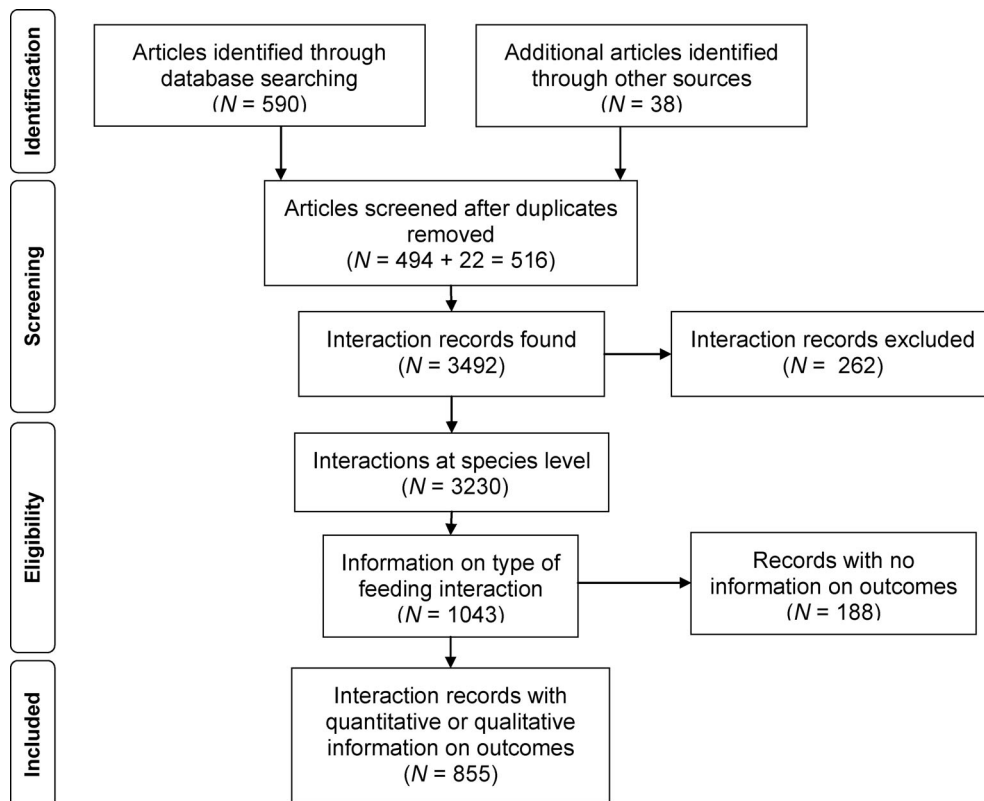 Identification
Articles identified through
database searching
(N = 590)
Additional articles identified
through other sources
(N = 38)
Screening
Articles screened after duplicates
removed
(N = 494 + 22 = 516)
Interaction records found
(N = 3492)
Interaction records excluded
(N = 262)
Eligibility
Interactions at species level
(N = 3230)
Information on type of
feeding interaction
(N = 1043)
Records with no
information on outcomes
(N = 188)
Included
Interaction records with
quantitative or qualitative
information on outcomes
(N = 855)